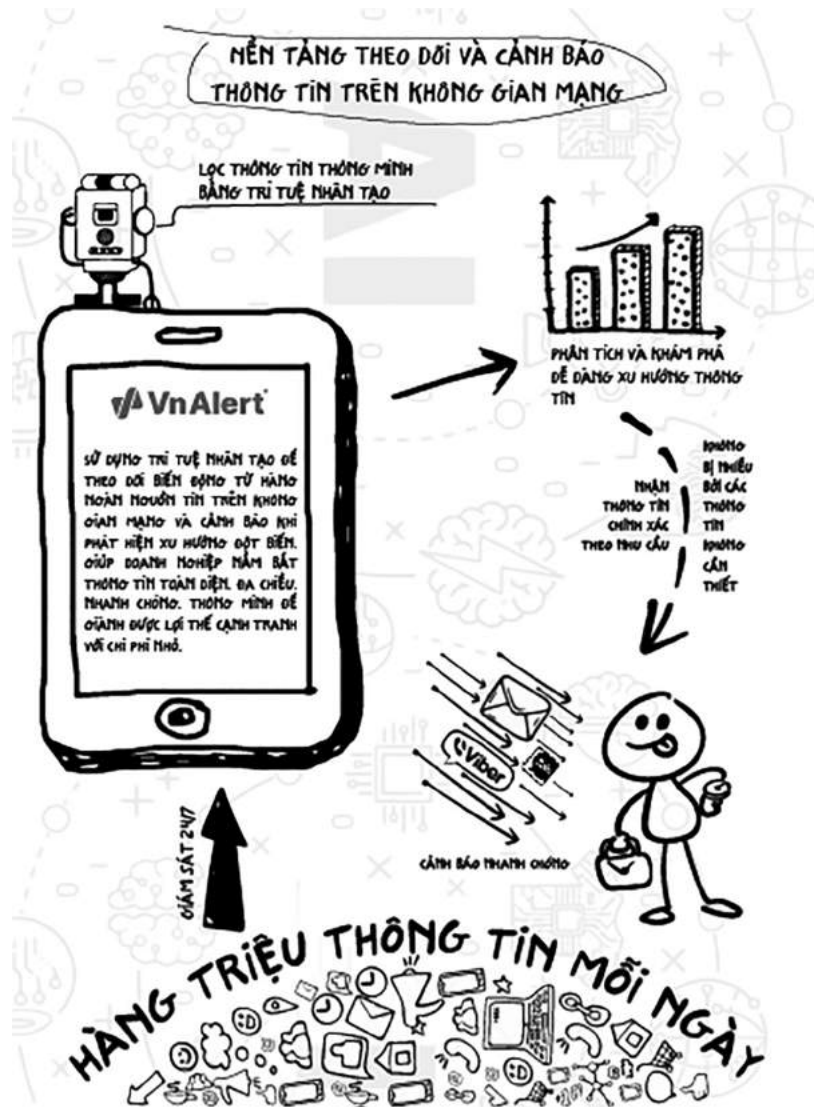 NỀN TẢNG THEO DÕI VÀ CẢNH BÁO
THÔNG TIN TRÊN KHÔNG GIAN MẠNG
LỌC THÔNG TIN THÔNG MINH
BẰNG TRÍ TUỆ NHÂN TẠO
PHÂN TÍCH VÀ KHÁM PHÁ
DỄ DÀNG XU HƯỚNG THÔNG
TIN
VnAlert
SỬ DỤNG TRÍ TUỆ NHÂN TẠO ĐỂ
THEO DÕI BIẾN ĐỘNG TỪ HÀNG
NGÀN NGUỒN TIN TRÊN KHÔNG
GIAN MẠNG VÀ CẢNH BÁO KHI
PHÁT HIỆN XU HƯỚNG ĐỘT BIẾN.
GIÚP DOANH NGHIỆP NẮM BẮT
THÔNG TIN TOÀN DIỆN, ĐA CHIỀU,
NHANH CHÓNG, THÔNG MINH ĐỂ
GIÀNH ĐƯỢC LỢI THẾ CẠNH TRANH
VỚI CHI PHÍ NHỎ.
NHẬN
THÔNG TIN
CHÍNH XÁC
THEO NHU CẦU
KHÔNG
BỊ NHIỄU
BỞI CÁC
THÔNG
TIN
KHÔNG
CẦN
THIẾT
Viber
CẢNH BÁO NHANH CHÓNG
GIÁM SÁT 24/7
HÀNG TRIỆU THÔNG TIN MỖI NGÀY
AI